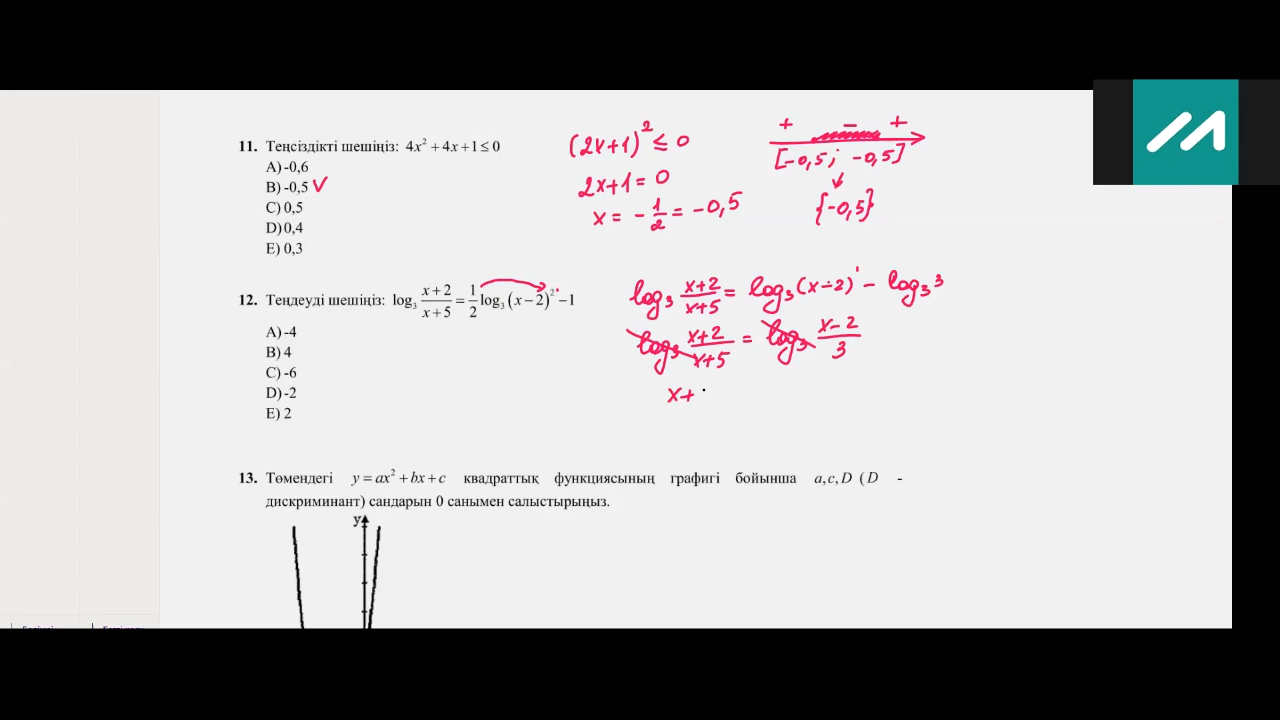 11. Теңсіздікті шешіңіз: 4x² + 4x + 1 ≤ 0
A) -0,6
B) -0,5 V
C) 0,5
D) 0,4
E) 0,3
(2x+1)² ≤ 0
2x+1 = 0
x = -1/2 = -0,5
+ - +
[-0,5; -0,5]
{-0,5}
12. Теңдеуді шешіңіз: log₃ (x+2)/(x+5) = 1/2 log₃ (x−2)² −1
A) -4
B) 4
C) -6
D) -2
E) 2
log₃ (x+2)/(x+5) = log₃ (x-2)¹ - log₃ 3
log₃ (x+2)/(x+5) = log₃ (x-2)/3
x+
13. Төмендегі y = ax² + bx + c квадраттық функциясының графигі бойынша a, c, D ( D -
дискриминант) сандарын 0 санымен салыстырыңыз.
y